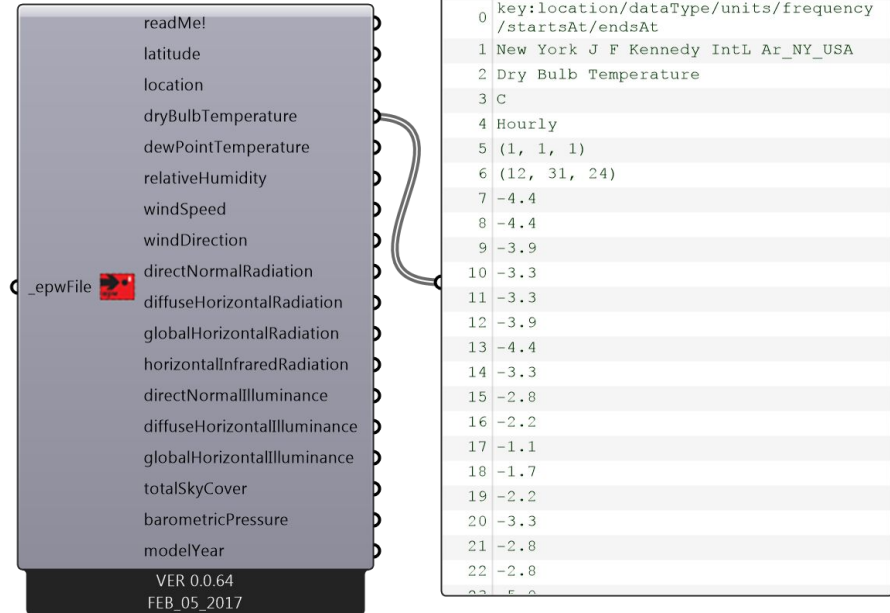 readMe!
latitude
location
dryBulbTemperature
dewPointTemperature
relativeHumidity
windSpeed
windDirection
_epwFile
directNormalRadiation
diffuseHorizontalRadiation
globalHorizontalRadiation
horizontalInfraredRadiation
directNormalIlluminance
diffuseHorizontalIlluminance
globalHorizontalIlluminance
totalSkyCover
barometricPressure
modelYear
VER 0.0.64
FEB_05_2017
0 key:location/dataType/units/frequency
/startsAt/endsAt
1 New York J F Kennedy IntL Ar_NY_USA
2 Dry Bulb Temperature
3 C
4 Hourly
5 (1, 1, 1)
6 (12, 31, 24)
7 -4.4
8 -4.4
9 -3.9
10 -3.3
11 -3.3
12 -3.9
13 -4.4
14 -3.3
15 -2.8
16 -2.2
17 -1.1
18 -1.7
19 -2.2
20 -3.3
21 -2.8
22 -2.8